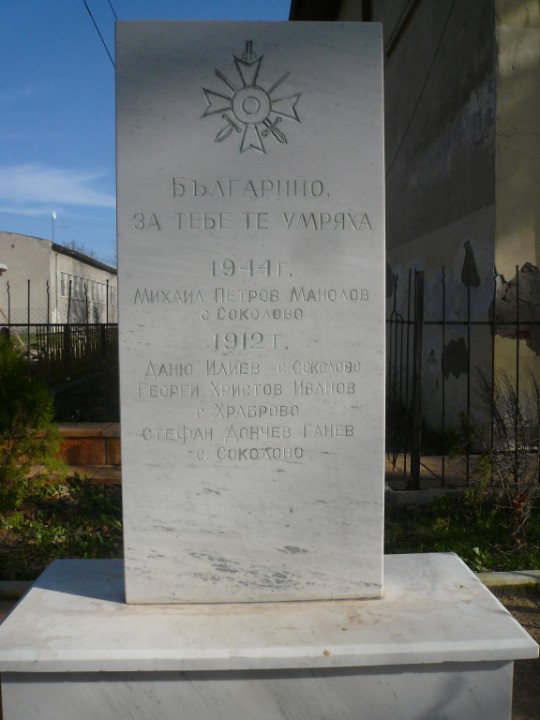 Българийо,
за тебе те умряха
1944 г.
Михаил Петров Манолов
с. Соколово
1912 г.
Даню Илиев с. Соколово
Георги Христов Иванов
с. Храброво
Стефан Дончев Ганев
с. Соколово